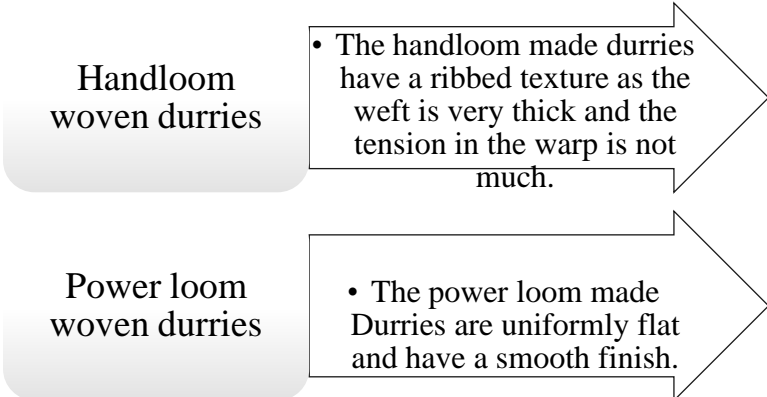 Handloom
woven durries
• The handloom made durries
have a ribbed texture as the
weft is very thick and the
tension in the warp is not
much.
Power loom
woven durries
• The power loom made
Durries are uniformly flat
and have a smooth finish.